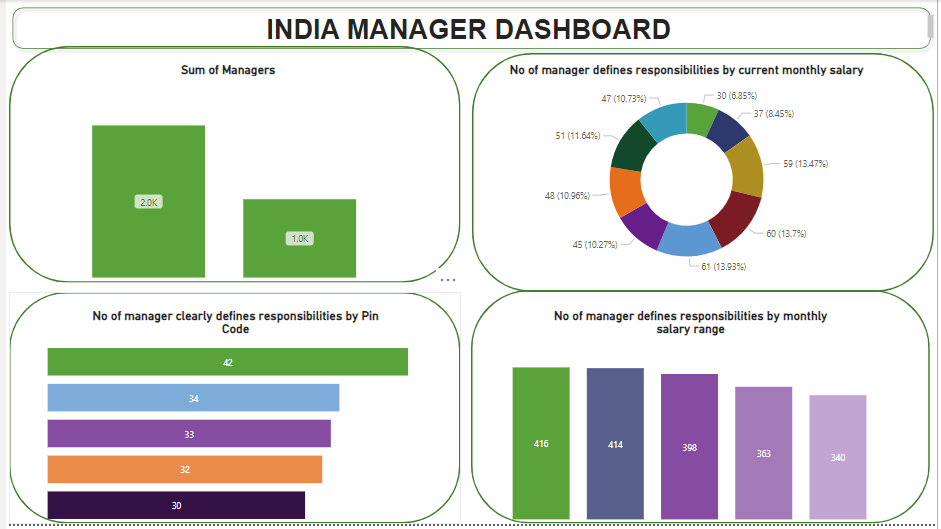 INDIA MANAGER DASHBOARD
Sum of Managers
2.0K
1.0K
No of manager defines responsibilities by current monthly salary
47 (10.73%)
30 (6.85%)
37 (8.45%)
51 (11.64%)
59 (13.47%)
48 (10.96%)
60 (13.7%)
45 (10.27%)
61 (13.93%)
No of manager clearly defines responsibilities by Pin
Code
42
34
33
32
30
No of manager defines responsibilities by monthly
salary range
416
414
398
363
340